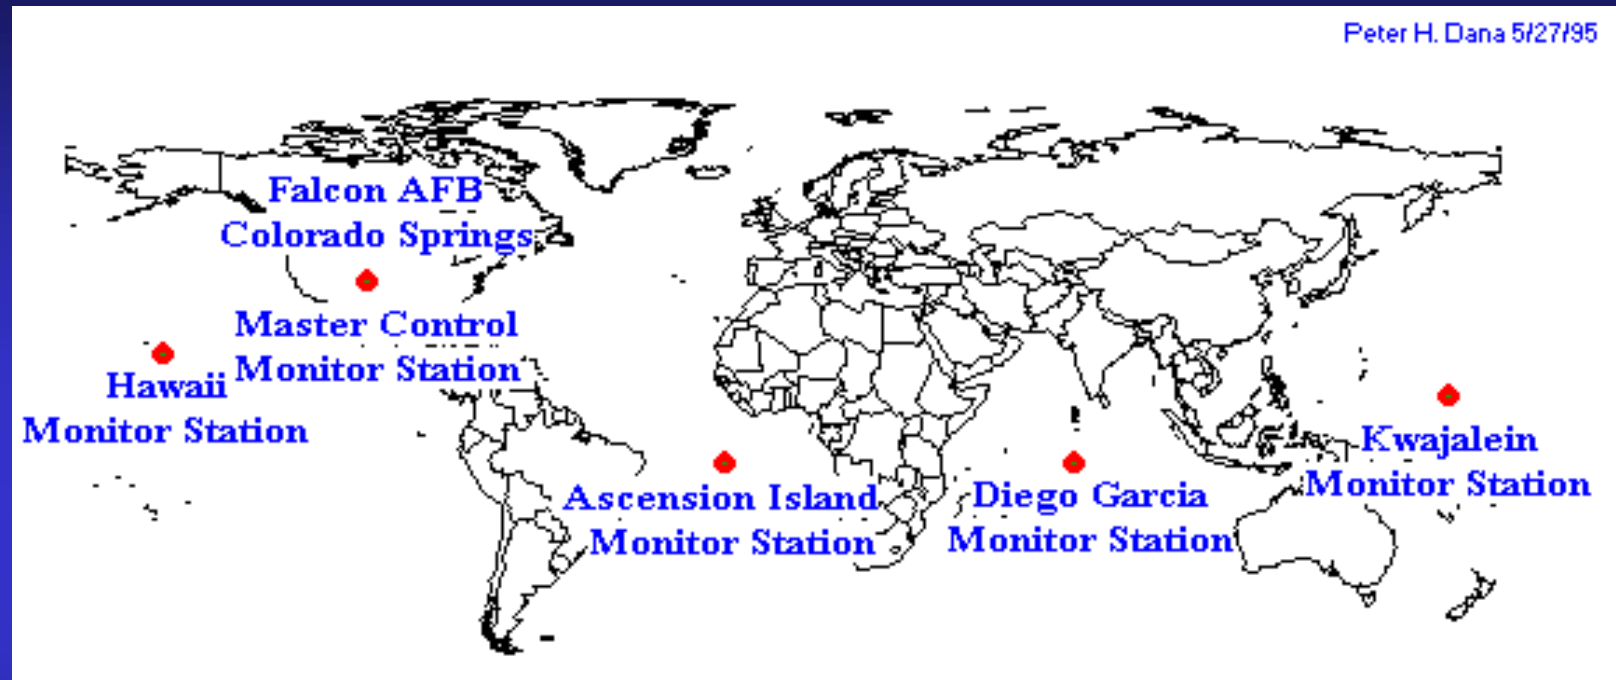 Peter H. Dana 5/27/95
Falcon AFB
Colorado Springs
Master Control
Monitor Station
Hawaii
Monitor Station
Ascension Island
Monitor Station
Diego Garcia
Monitor Station
Kwajalein
Monitor Station